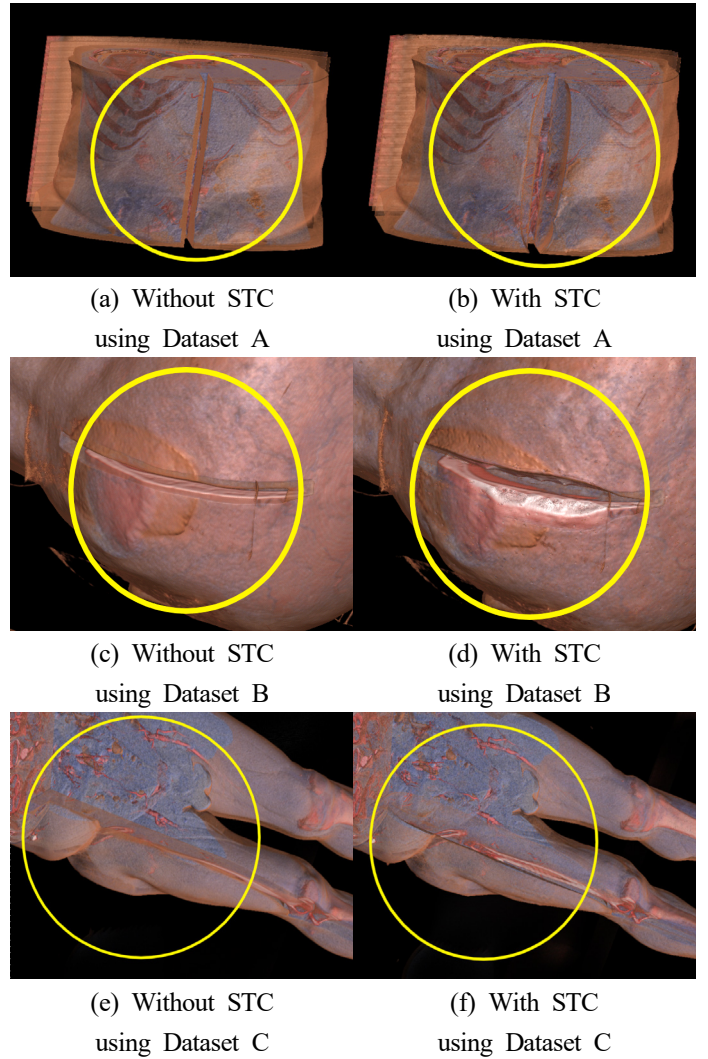 (a) Without STC
using Dataset A
(b) With STC
using Dataset A
(c) Without STC
using Dataset B
(d) With STC
using Dataset B
(e) Without STC
using Dataset C
(f) With STC
using Dataset C